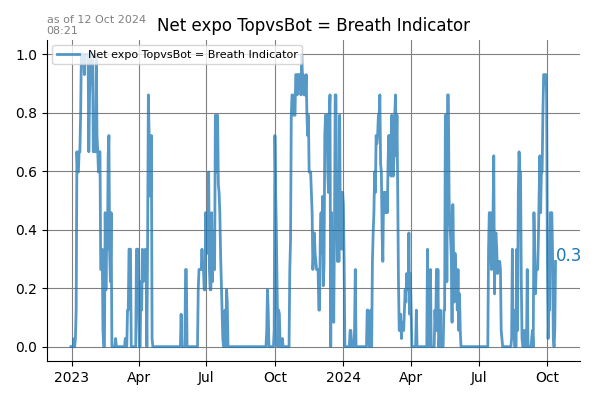 as of 12 Oct 2024
08:21
Net expo TopvsBot = Breath Indicator
Net expo TopvsBot = Breath Indicator
1.0
0.8
0.6
0.4
0.2
0.0
0.3
2023 Apr Jul Oct 2024 Apr Jul Oct